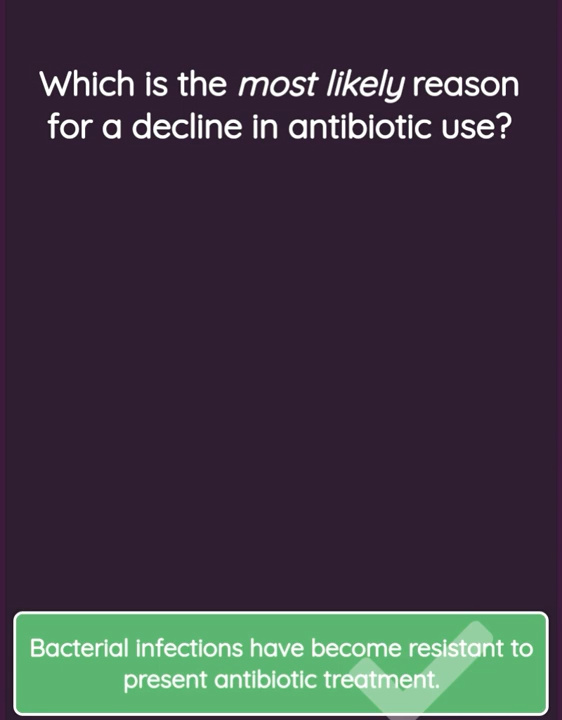 Which is the most likely reason
for a decline in antibiotic use?
Bacterial infections have become resistant to
present antibiotic treatment.